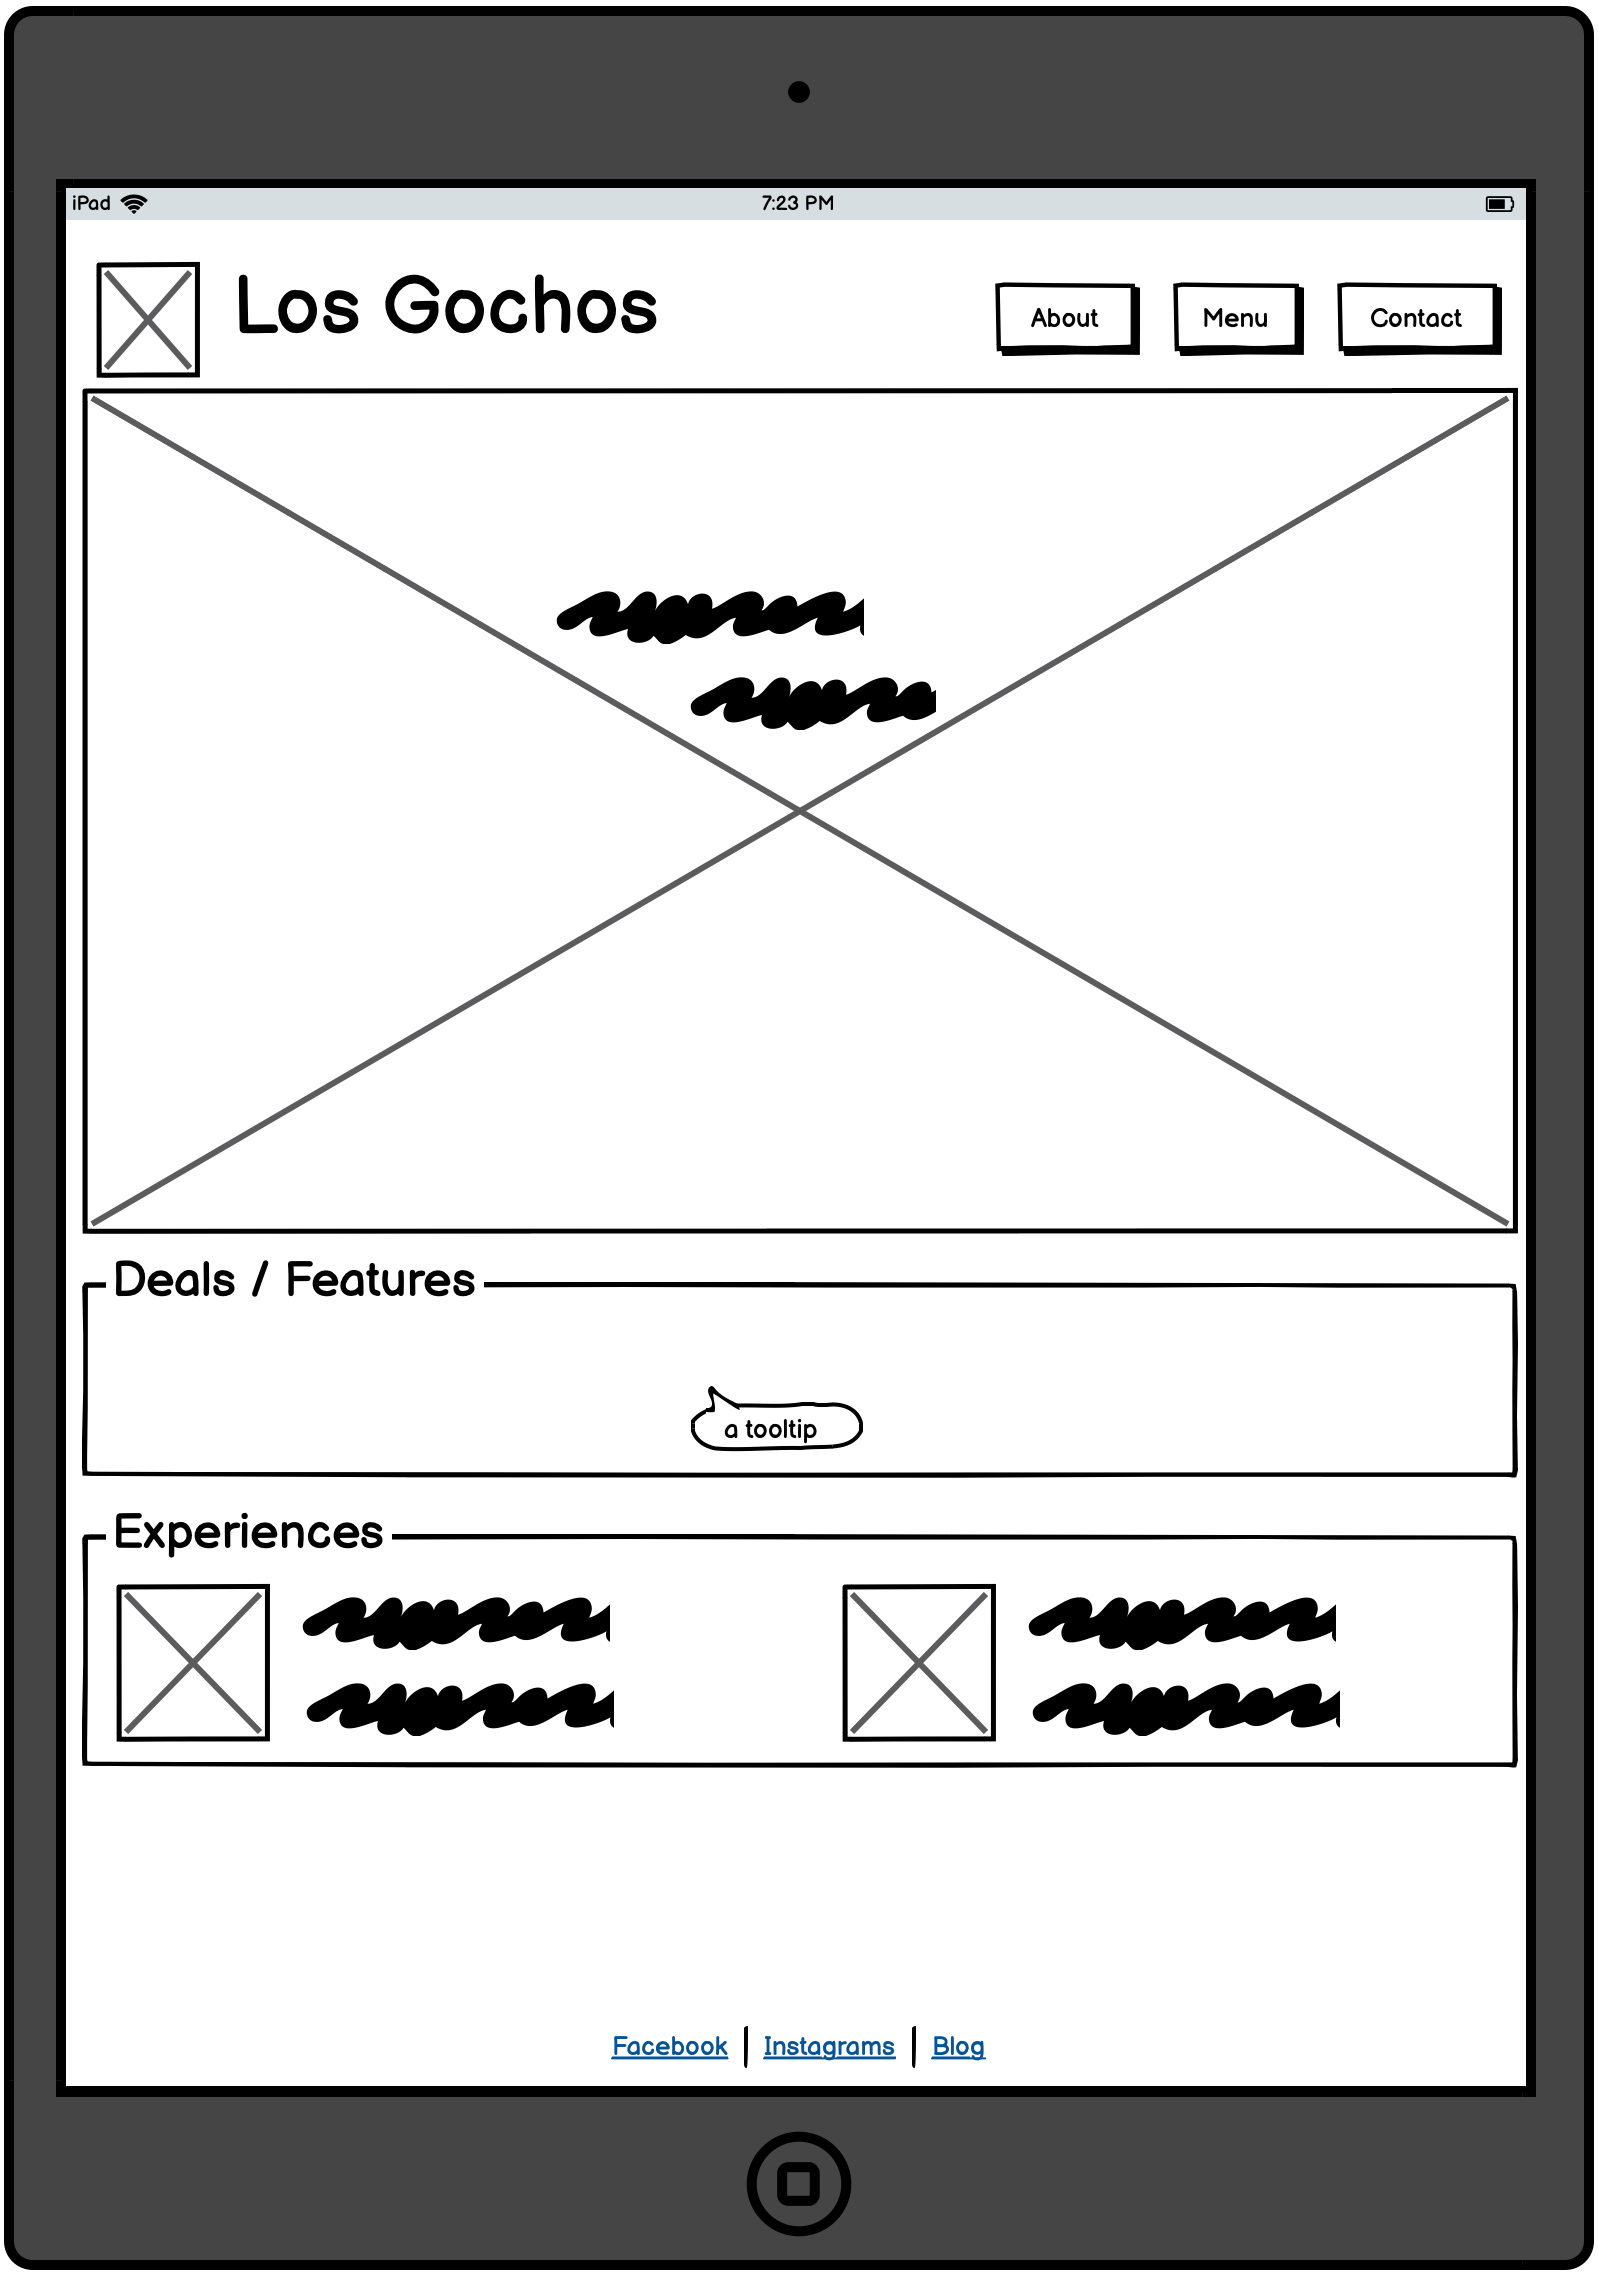 iPad 7:23 PM
Los Gochos
About Menu Contact
Deals / Features
a tooltip
Experiences
Facebook Instagrams Blog